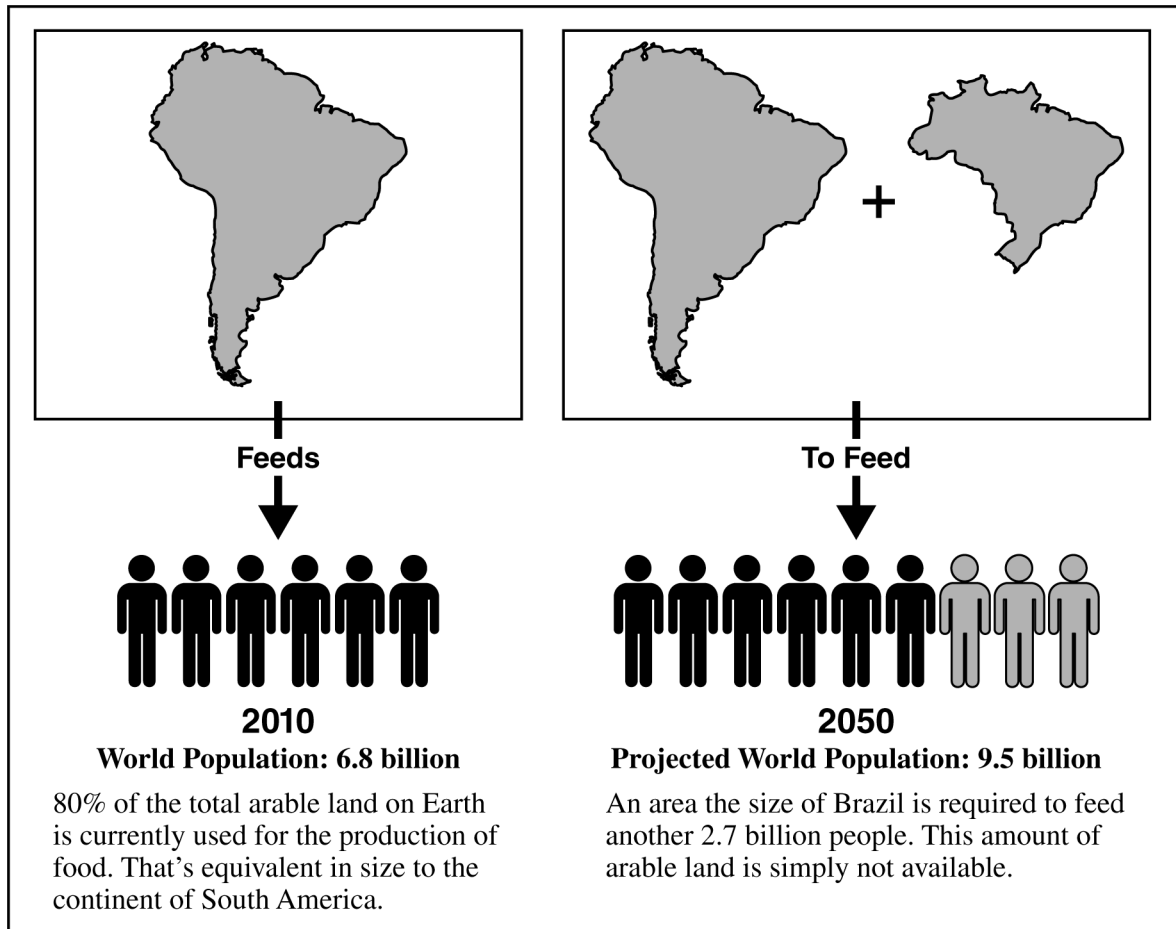 +
Feeds
To Feed
2010
World Population: 6.8 billion
80% of the total arable land on Earth
is currently used for the production of
food. That’s equivalent in size to the
continent of South America.
2050
Projected World Population: 9.5 billion
An area the size of Brazil is required to feed
another 2.7 billion people. This amount of
arable land is simply not available.